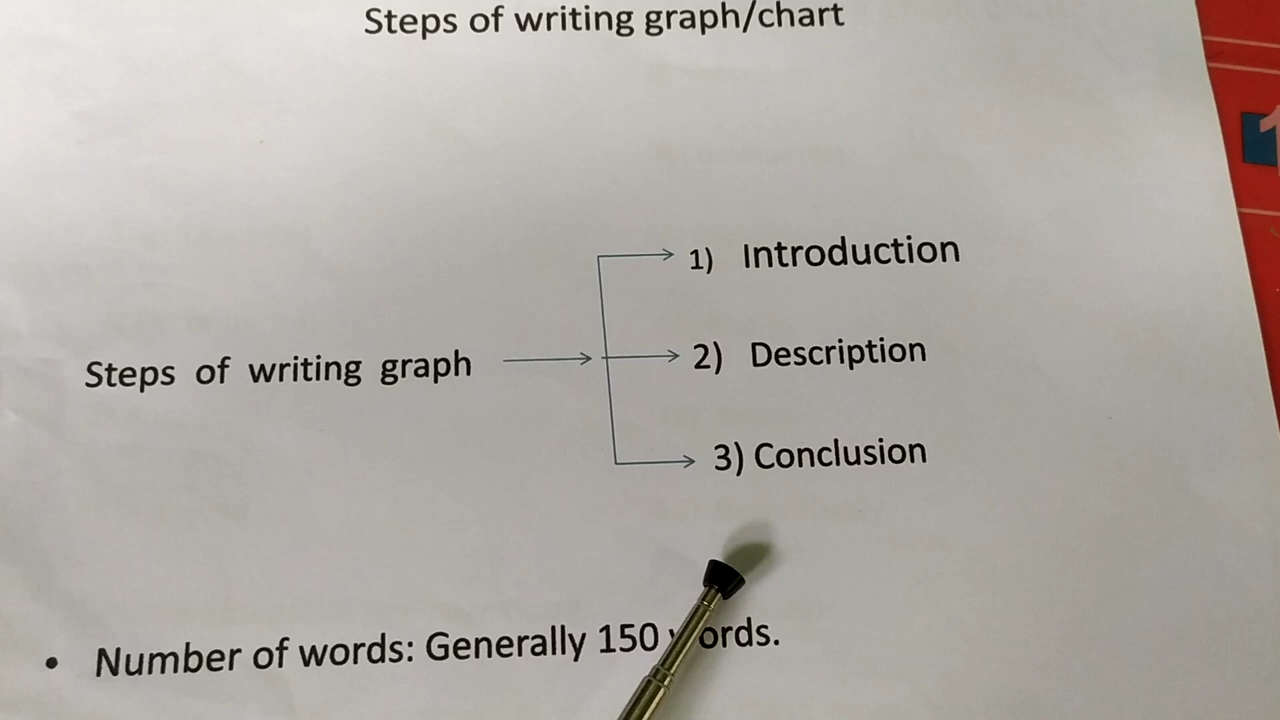 Steps of writing graph/chart
1) Introduction
Steps of writing graph
2) Description
3) Conclusion
• Number of words: Generally 150 words.